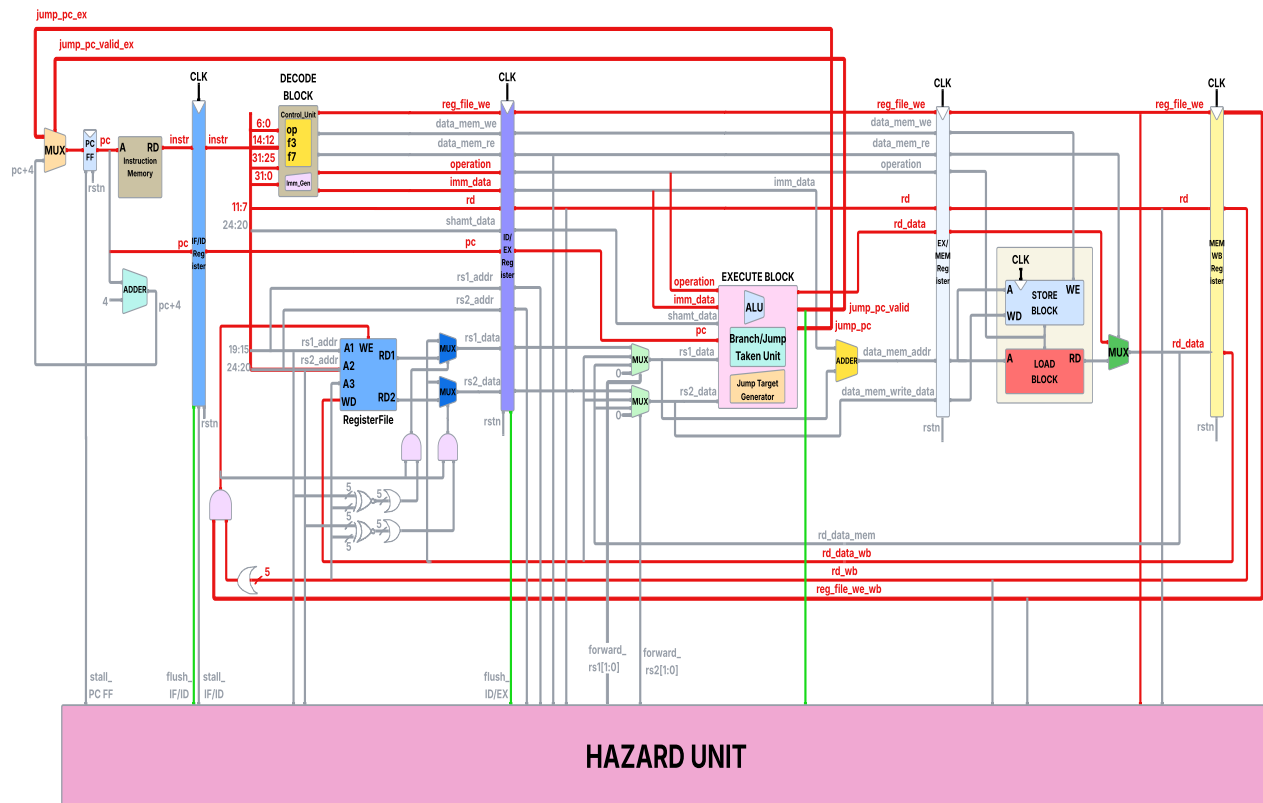 jump_pc_ex
jump_pc_valid_ex
CLK
DECODE
BLOCK
CLK
CLK
CLK
reg_file_we
reg_file_we
reg_file_we
Control_Unit
6:0
op
data_mem_we
data_mem_we
MUX
PC
FF
pc
A
RD
Instruction
Memory
instr
instr
14:12
f3
data_mem_re
data_mem_re
31:25
f7
operation
operation
pc+4
rstn
31:0
Imm_Gen
imm_data
imm_data
11:7
rd
rd
rd
24:20
shamt_data
rd_data
pc
IF/ID
Reg
ister
pc
ID/
EX
Reg
ister
EX/
MEM
Reg
ister
MEM
WB
Reg
ister
CLK
EXECUTE BLOCK
ADDER
4
pc+4
rs1_addr
operation
A
WE
STORE
BLOCK
WD
rs2_addr
imm_data
ALU
jump_pc_valid
shamt_data
jump_pc
pc
Branch/Jump
Taken Unit
rs1_addr
19:15
A1
WE
RD1
MUX
rs1_data
MUX
rs1_data
ADDER
data_mem_addr
A
RD
LOAD
BLOCK
MUX
rd_data
rs2_addr
24:20
A2
0
A3
MUX
rs2_data
rs2_data
Jump Target
Generator
data_mem_write_data
WD
RD2
MUX
0
RegisterFile
rstn
rstn
rstn
rstn
5
5
5
5
5
5
rd_data_mem
rd_data_wb
5
rd_wb
reg_file_we_wb
forward_
rs1[1:0]
forward_
rs2[1:0]
stall_
PC FF
flush_
IF/ID
stall_
IF/ID
flush_
ID/EX
HAZARD UNIT